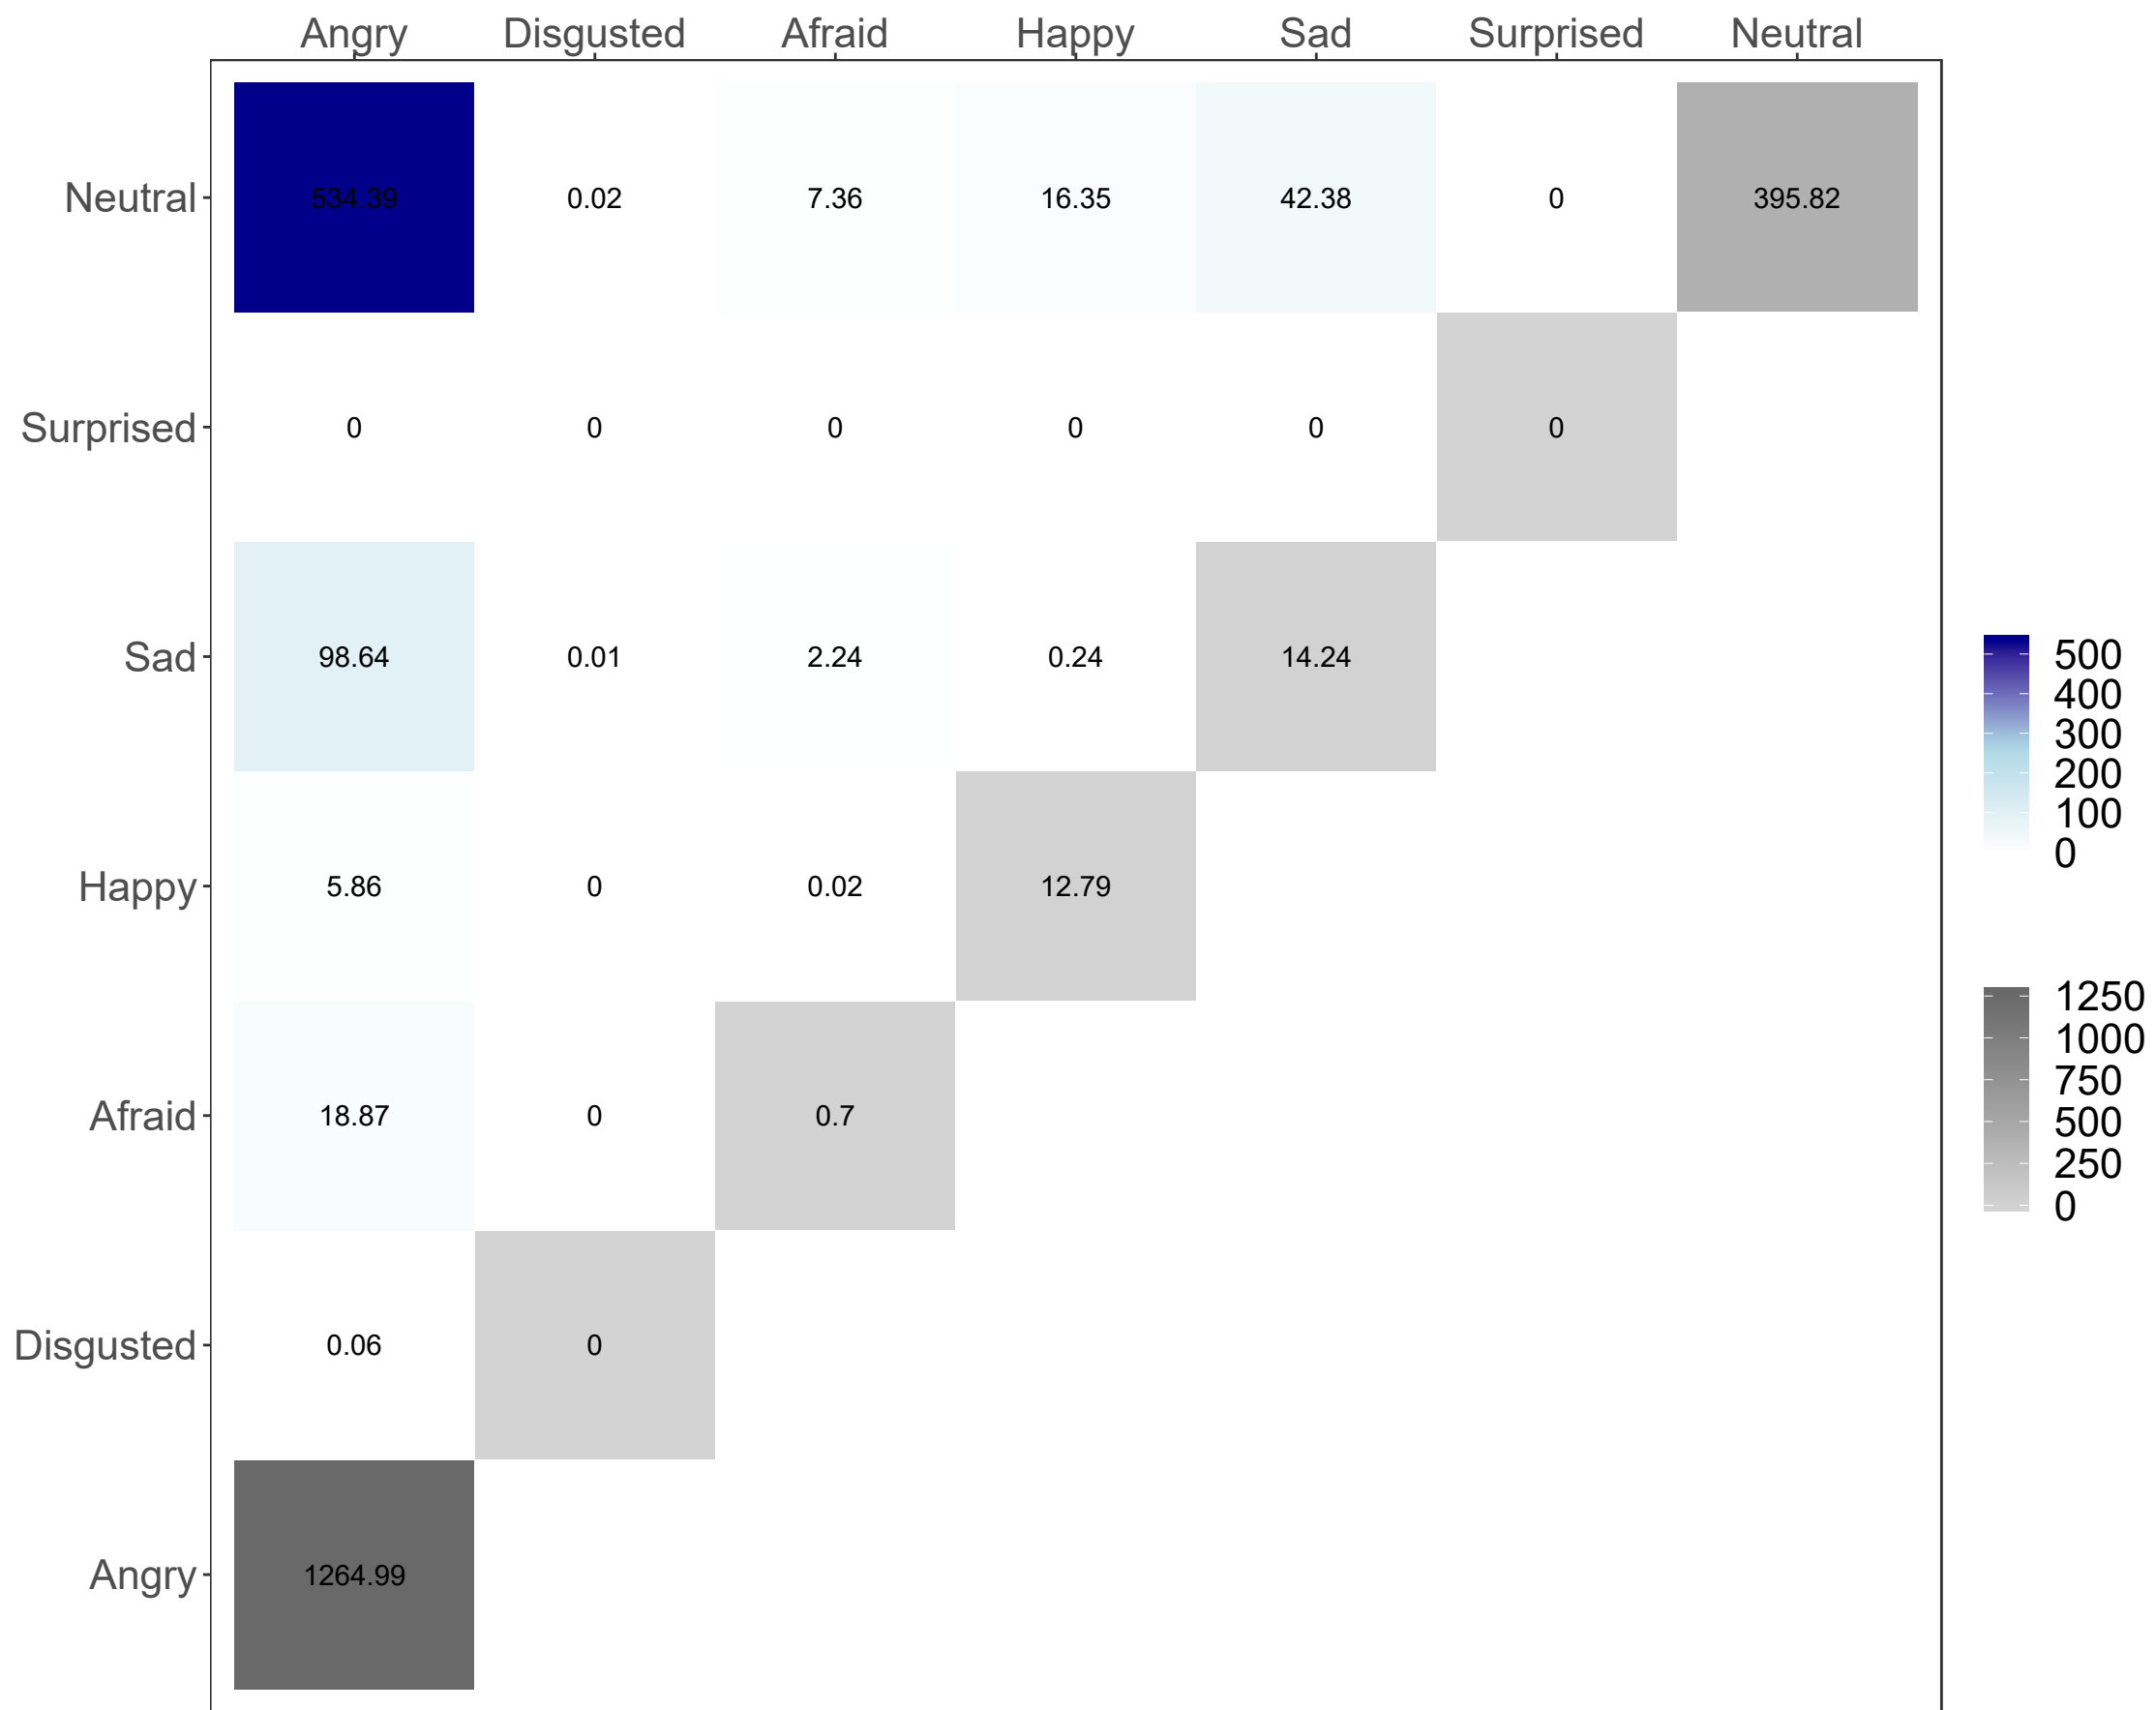 Angry Disgusted Afraid Happy Sad Surprised Neutral
Neutral 534.39 0.02 7.36 16.35 42.38 0 395.82
Surprised 0 0 0 0 0 0
Sad 98.64 0.01 2.24 0.24 14.24
Happy 5.86 0 0.02 12.79
Afraid 18.87 0 0.7
Disgusted 0.06 0
Angry 1264.99
500
400
300
200
100
0
1250
1000
750
500
250
0